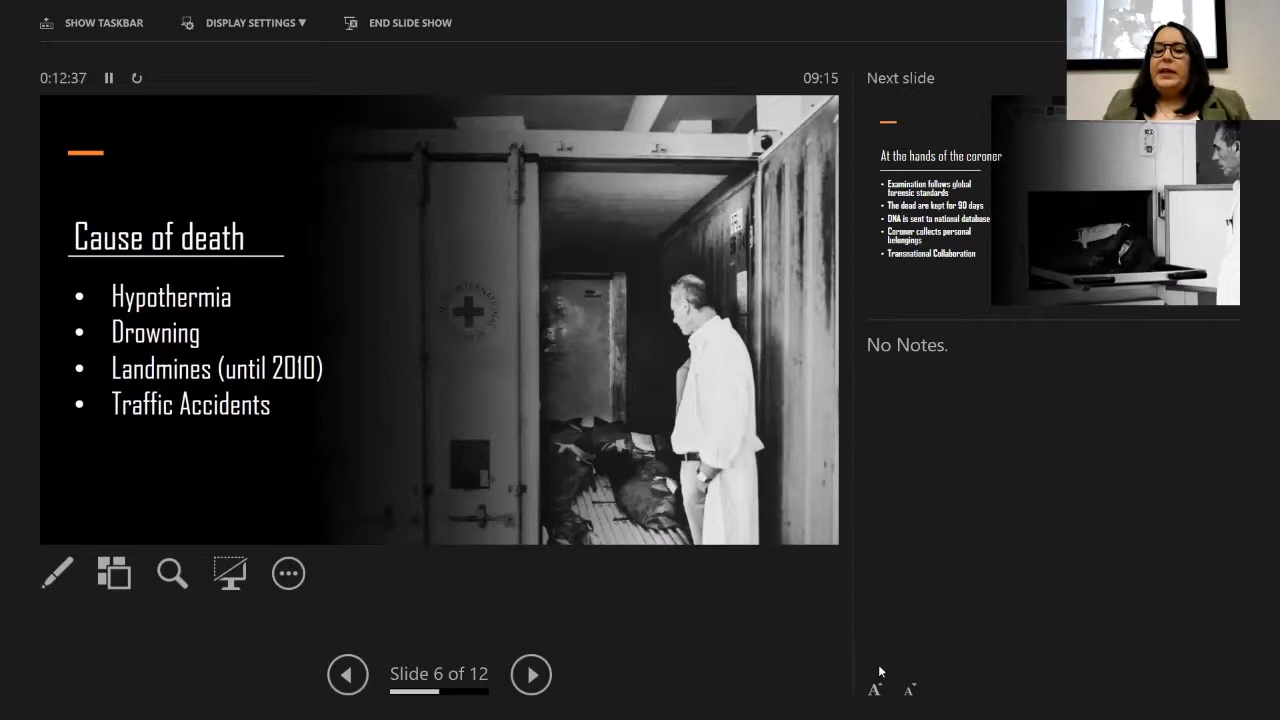 SHOW TASKBAR
DISPLAY SETTINGS ▼
END SLIDE SHOW
0:12:37
09:15
Cause of death
• Hypothermia
• Drowning
• Landmines (until 2010)
• Traffic Accidents
Next slide
At the hands of the coroner
• Examination follows global
forensic standards
• The dead are kept for 90 days
• DNA is sent to national database
• Coroner collects personal
belongings
• Transnational Collaboration
No Notes.
Slide 6 of 12
A
A